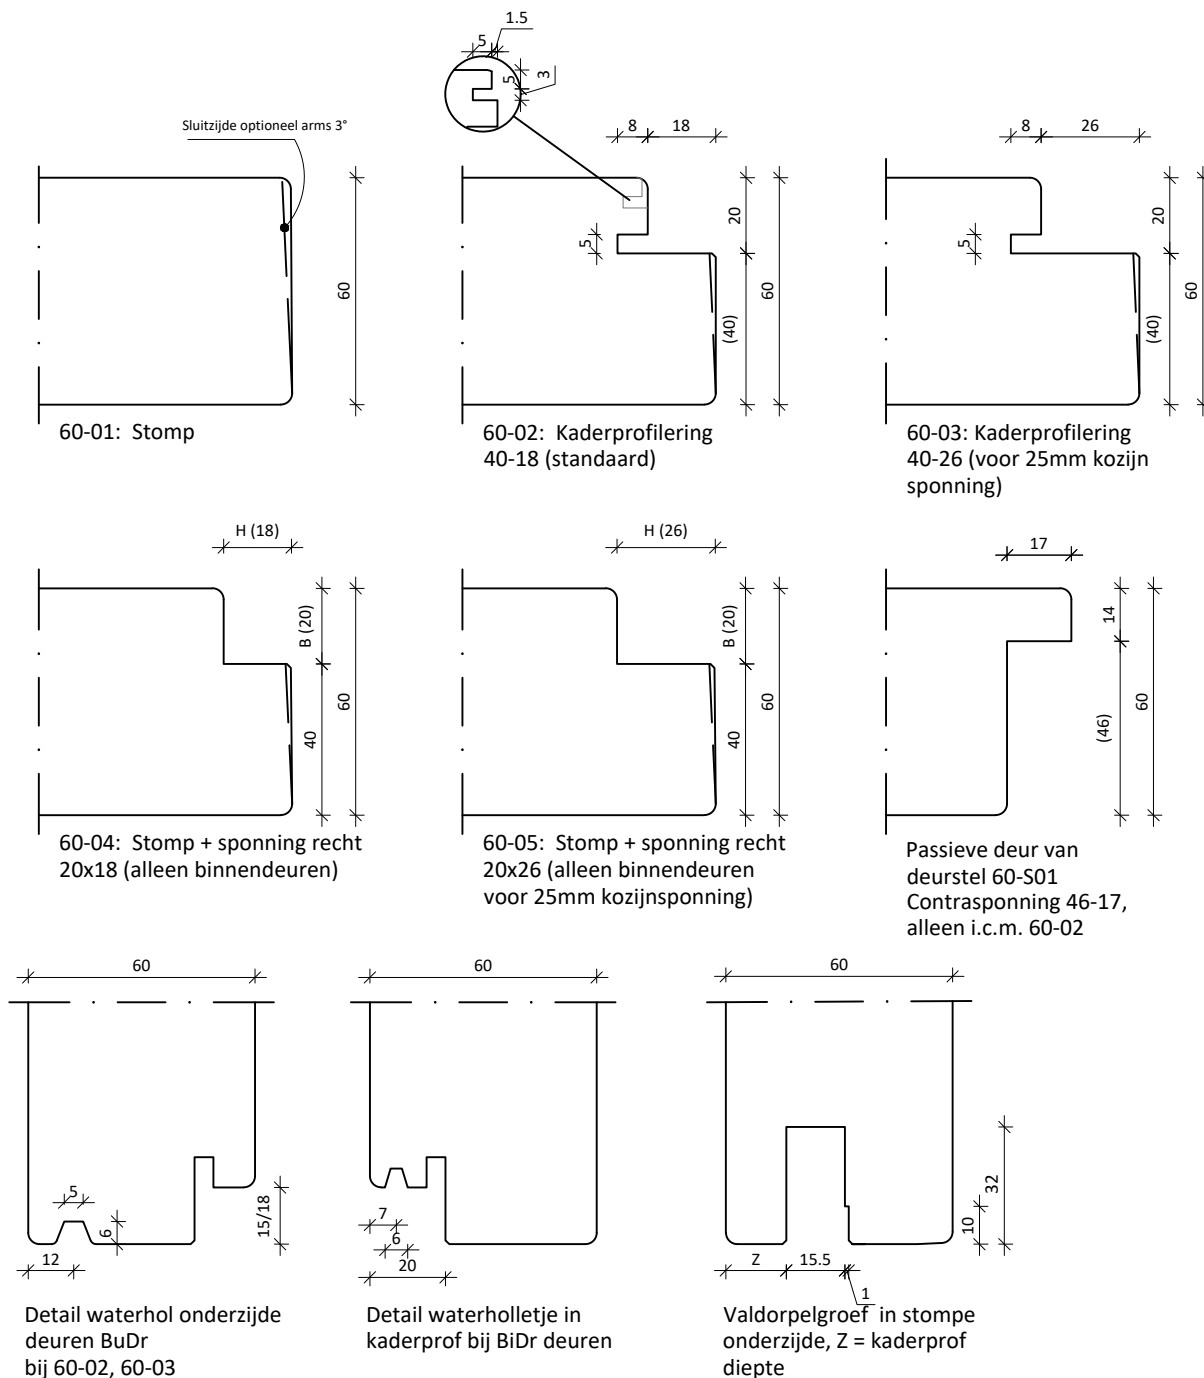 1.5
5
5
3
Sluitzijde optioneel arms 3°
8
18
8
26
60
5
20
(40)
60
5
20
(40)
60
60-01: Stomp
60-02: Kaderprofilering
40-18 (standaard)
60-03: Kaderprofilering
40-26 (voor 25mm kozijn
sponning)
H (18)
H (26)
17
B (20)
40
60
B (20)
40
60
14
(46)
60
60-04: Stomp + sponning recht
20x18 (alleen binnendeuren)
60-05: Stomp + sponning recht
20x26 (alleen binnendeuren
voor 25mm kozijnsponning)
Passieve deur van
deurstel 60-S01
Contrasponning 46-17,
alleen i.c.m. 60-02
60
60
60
5
6
12
15/18
7
6
20
Z
15.5
1
10
32
Detail waterhol onderzijde
deuren BuDr
bij 60-02, 60-03
Detail waterholletje in
kaderprof bij BiDr deuren
Valdorpelgroef in stompe
onderzijde, Z = kaderprof
diepte